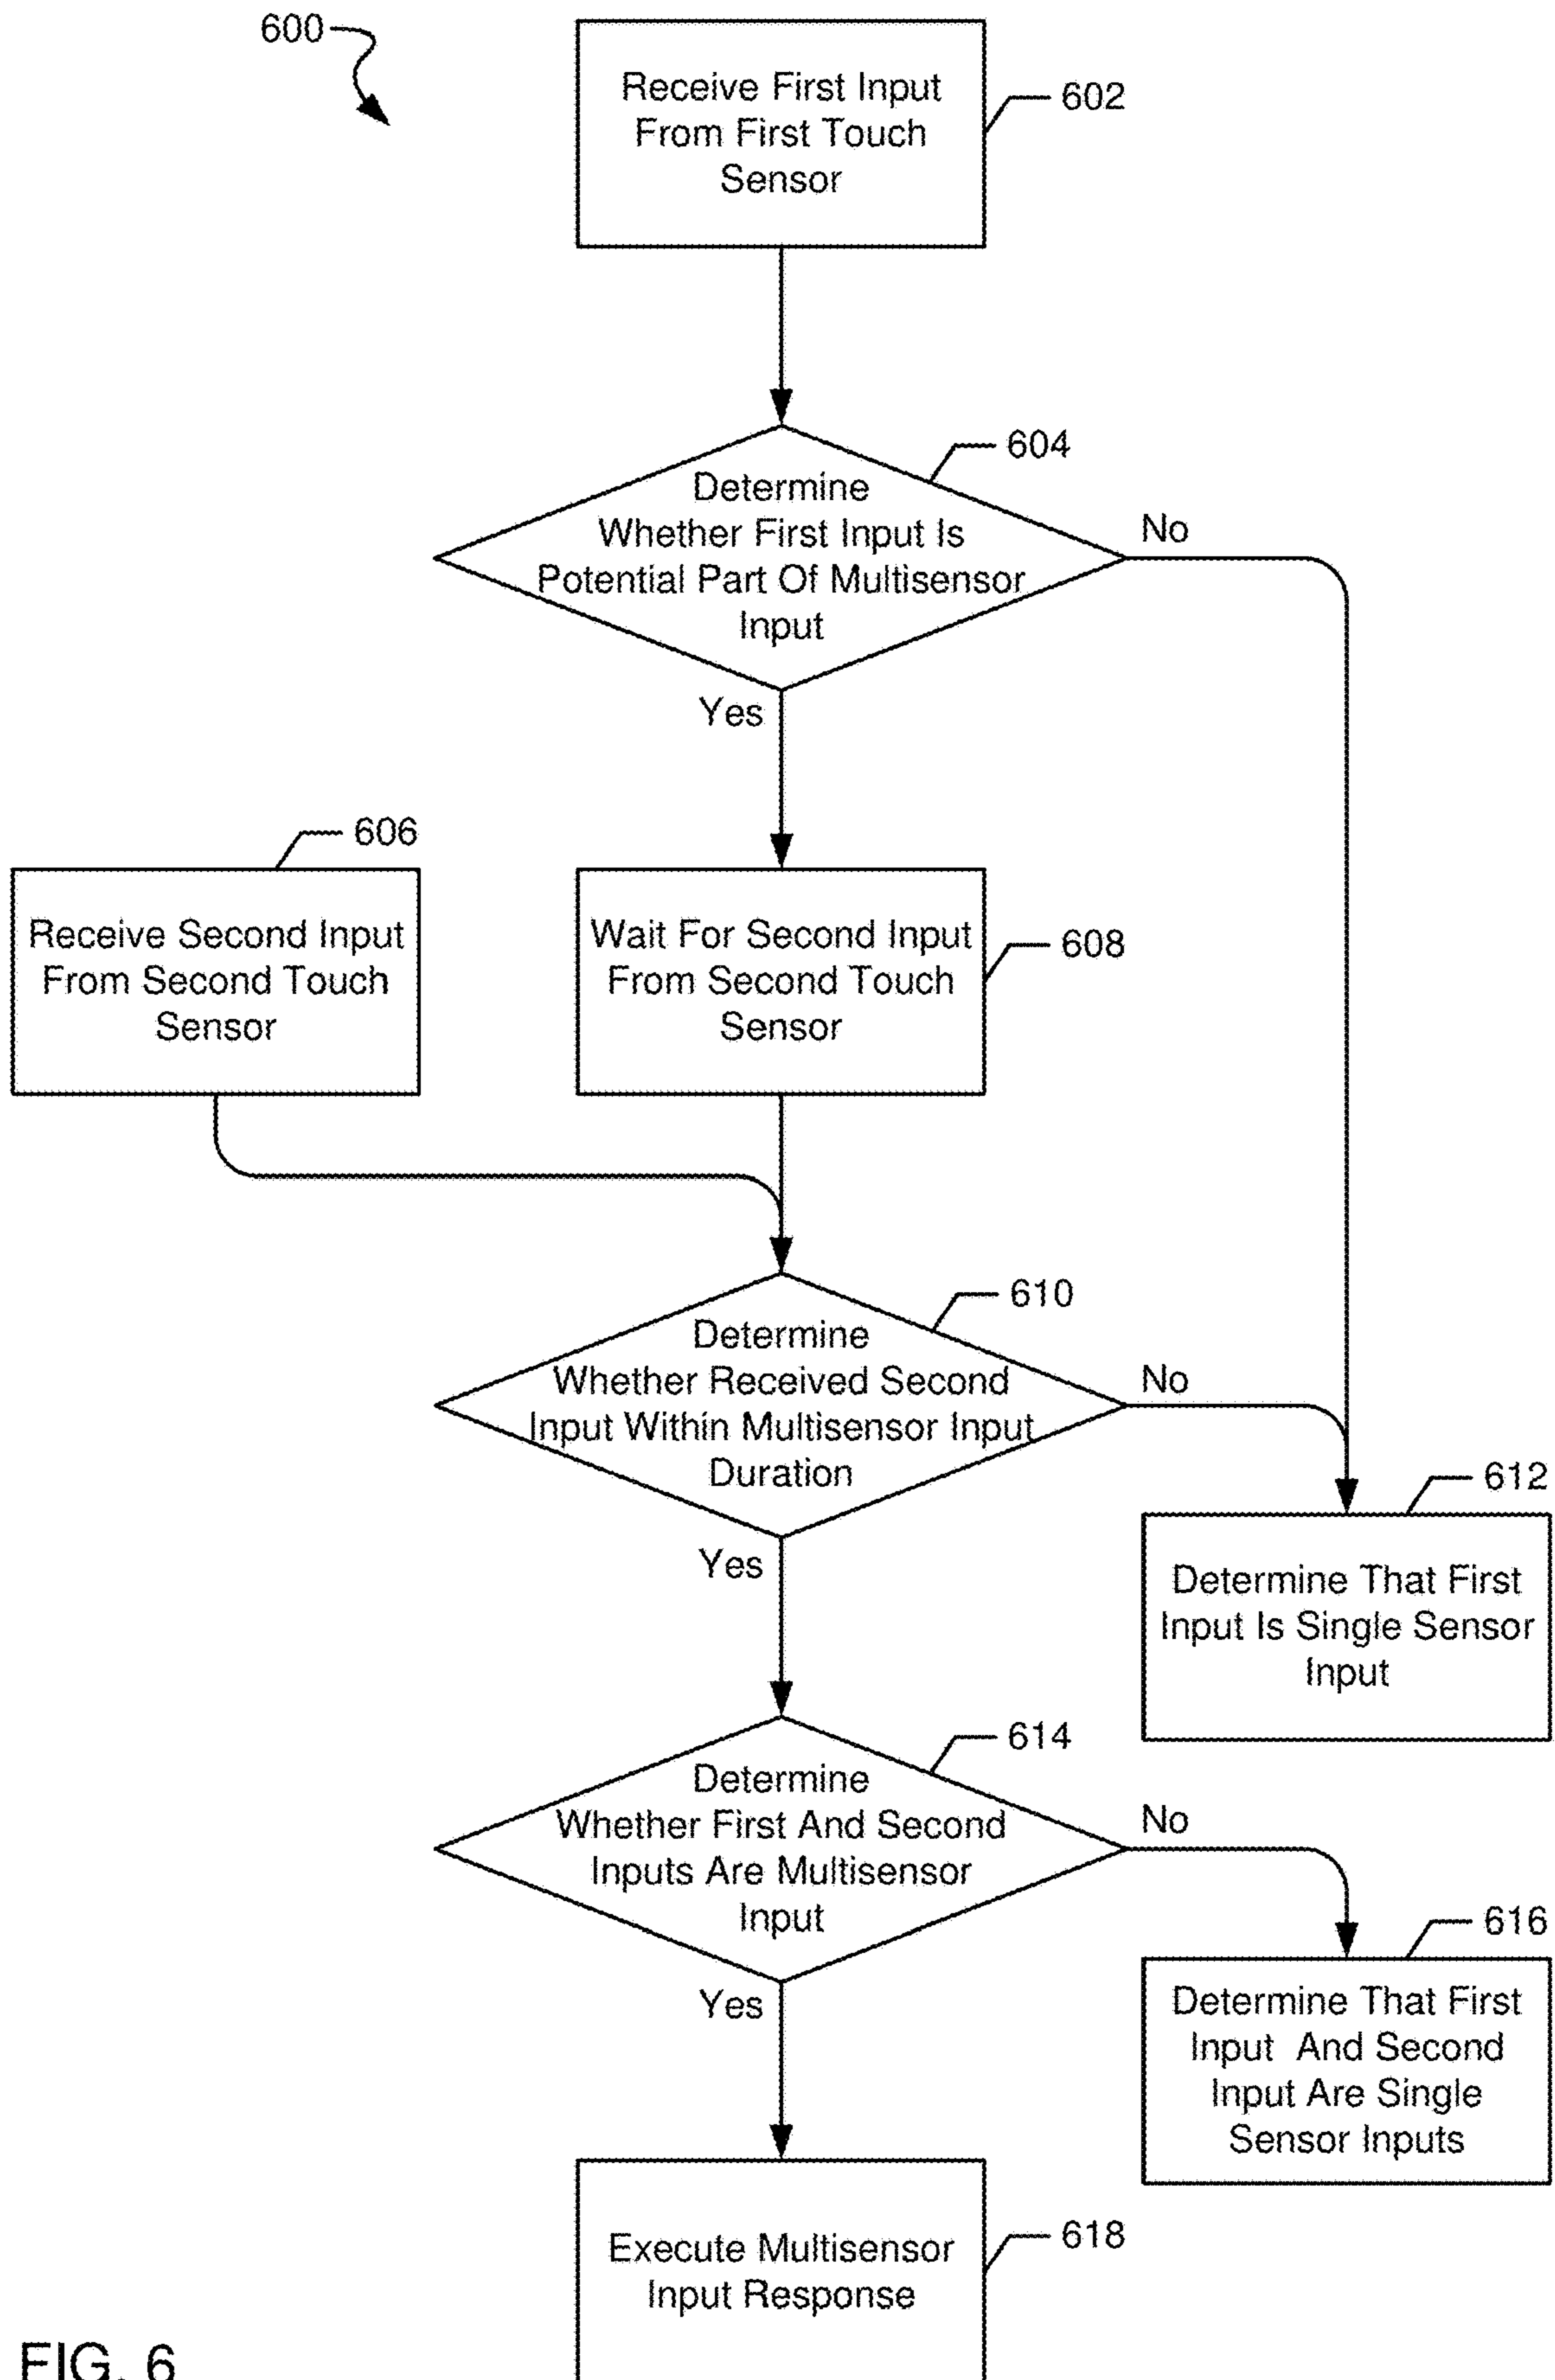 600
Receive First Input
From First Touch
Sensor
602
604
Determine
Whether First Input Is
Potential Part Of Multisensor
Input
No
Yes
606
Receive Second Input
From Second Touch
Sensor
Wait For Second Input
From Second Touch
Sensor
608
610
Determine
Whether Received Second
Input Within Multisensor Input
Duration
No
Yes
612
Determine That First
Input Is Single Sensor
Input
614
Determine
Whether First And Second
Inputs Are Multisensor
Input
No
Yes
616
Determine That First
Input And Second
Input Are Single
Sensor Inputs
Execute Multisensor
Input Response
618
FIG. 6